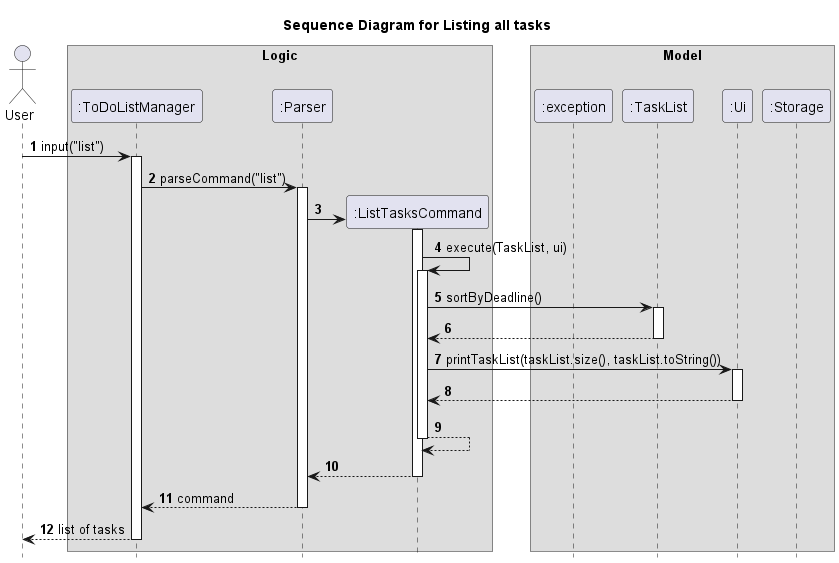 Sequence Diagram for Listing all tasks
Logic
Model
User
:ToDoListManager
:Parser
:exception
:TaskList
:Ui
:Storage
1 input("list")
2 parseCommand("list")
3
:ListTasksCommand
4 execute(TaskList, ui)
5 sortByDeadline()
6
7 printTaskList(taskList.size(), taskList.toString())
8
9
10
11 command
12 list of tasks